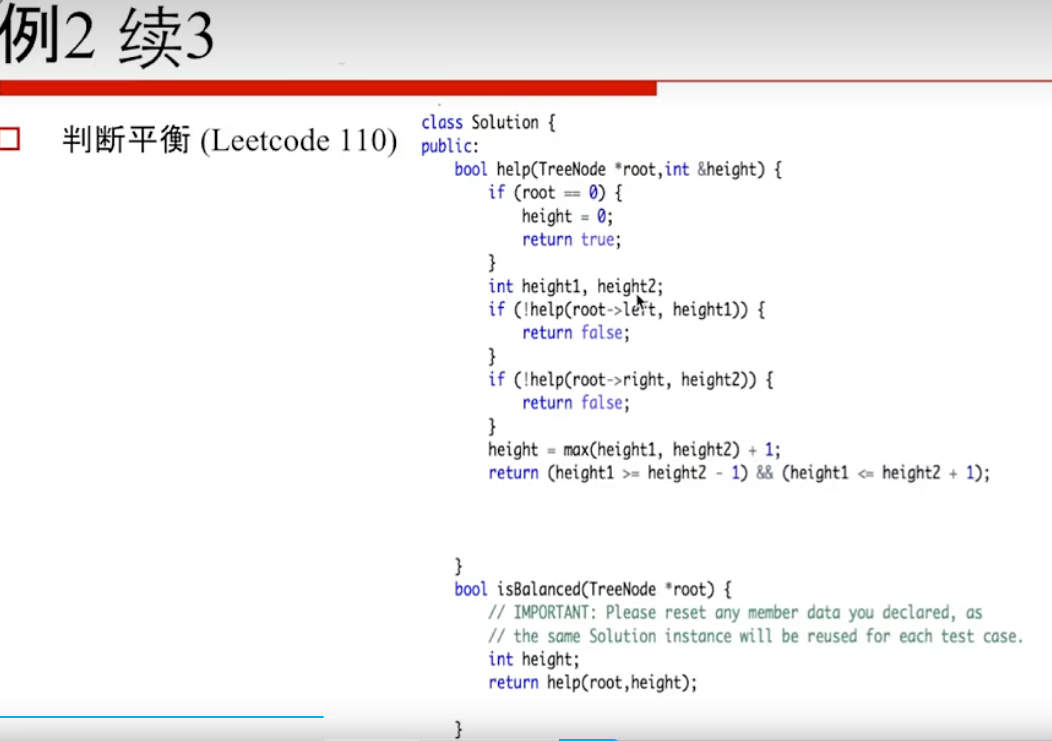 例2 续3
判断平衡 (Leetcode 110)
class Solution {
public:
    bool help(TreeNode *root,int &height) {
        if (root == 0) {
            height = 0;
            return true;
        }
        int height1, height2;
        if (!help(root->left, height1)) {
            return false;
        }
        if (!help(root->right, height2)) {
            return false;
        }
        height = max(height1, height2) + 1;
        return (height1 >= height2 - 1) && (height1 <= height2 + 1);
    }
    bool isBalanced(TreeNode *root) {
        // IMPORTANT: Please reset any member data you declared, as
        // the same Solution instance will be reused for each test case.
        int height;
        return help(root,height);
    }